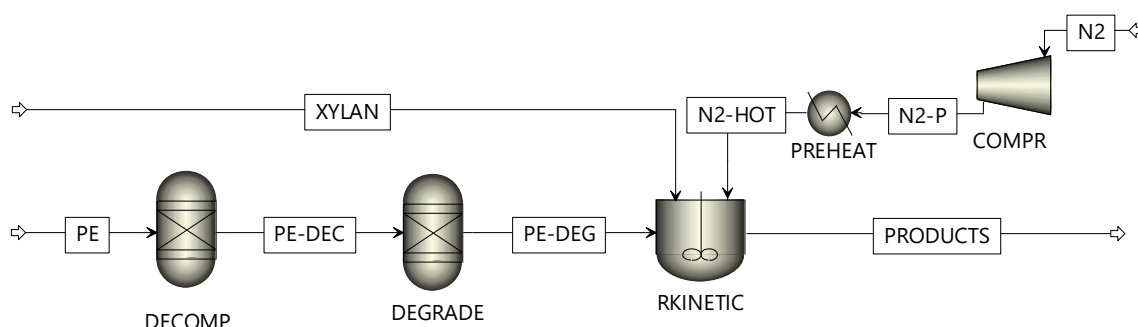 N2
XYLAN
N2-HOT
N2-P
PREHEAT
COMPR
PE
PE-DEC
PE-DEG
PRODUCTS
DECOMP
DEGRADE
RKINETIC